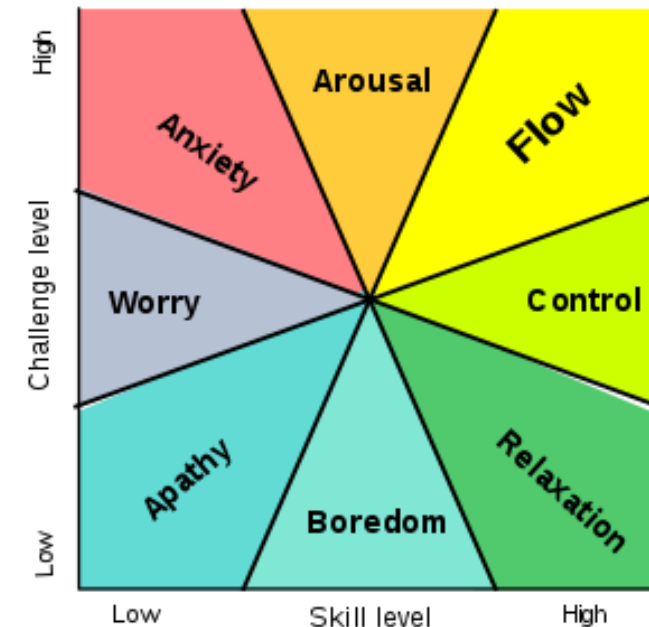 High
Arousal
Flow
Anxiety
Challenge level
Worry
Control
Apathy
Relaxation
Boredom
Low
Low
Skill level
High